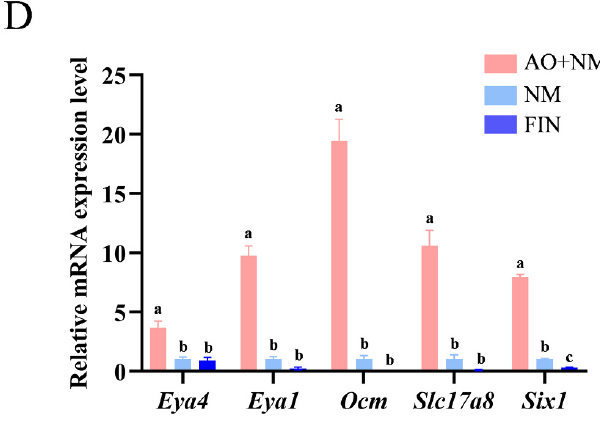 D
AO+NM
NM
FIN
Relative mRNA expression level
25
20
15
10
5
0
a
b
b
a
b
b
a
b
b
a
b
b
a
b
c
Eya4
Eya1
Ocm
Slc17a8
Six1